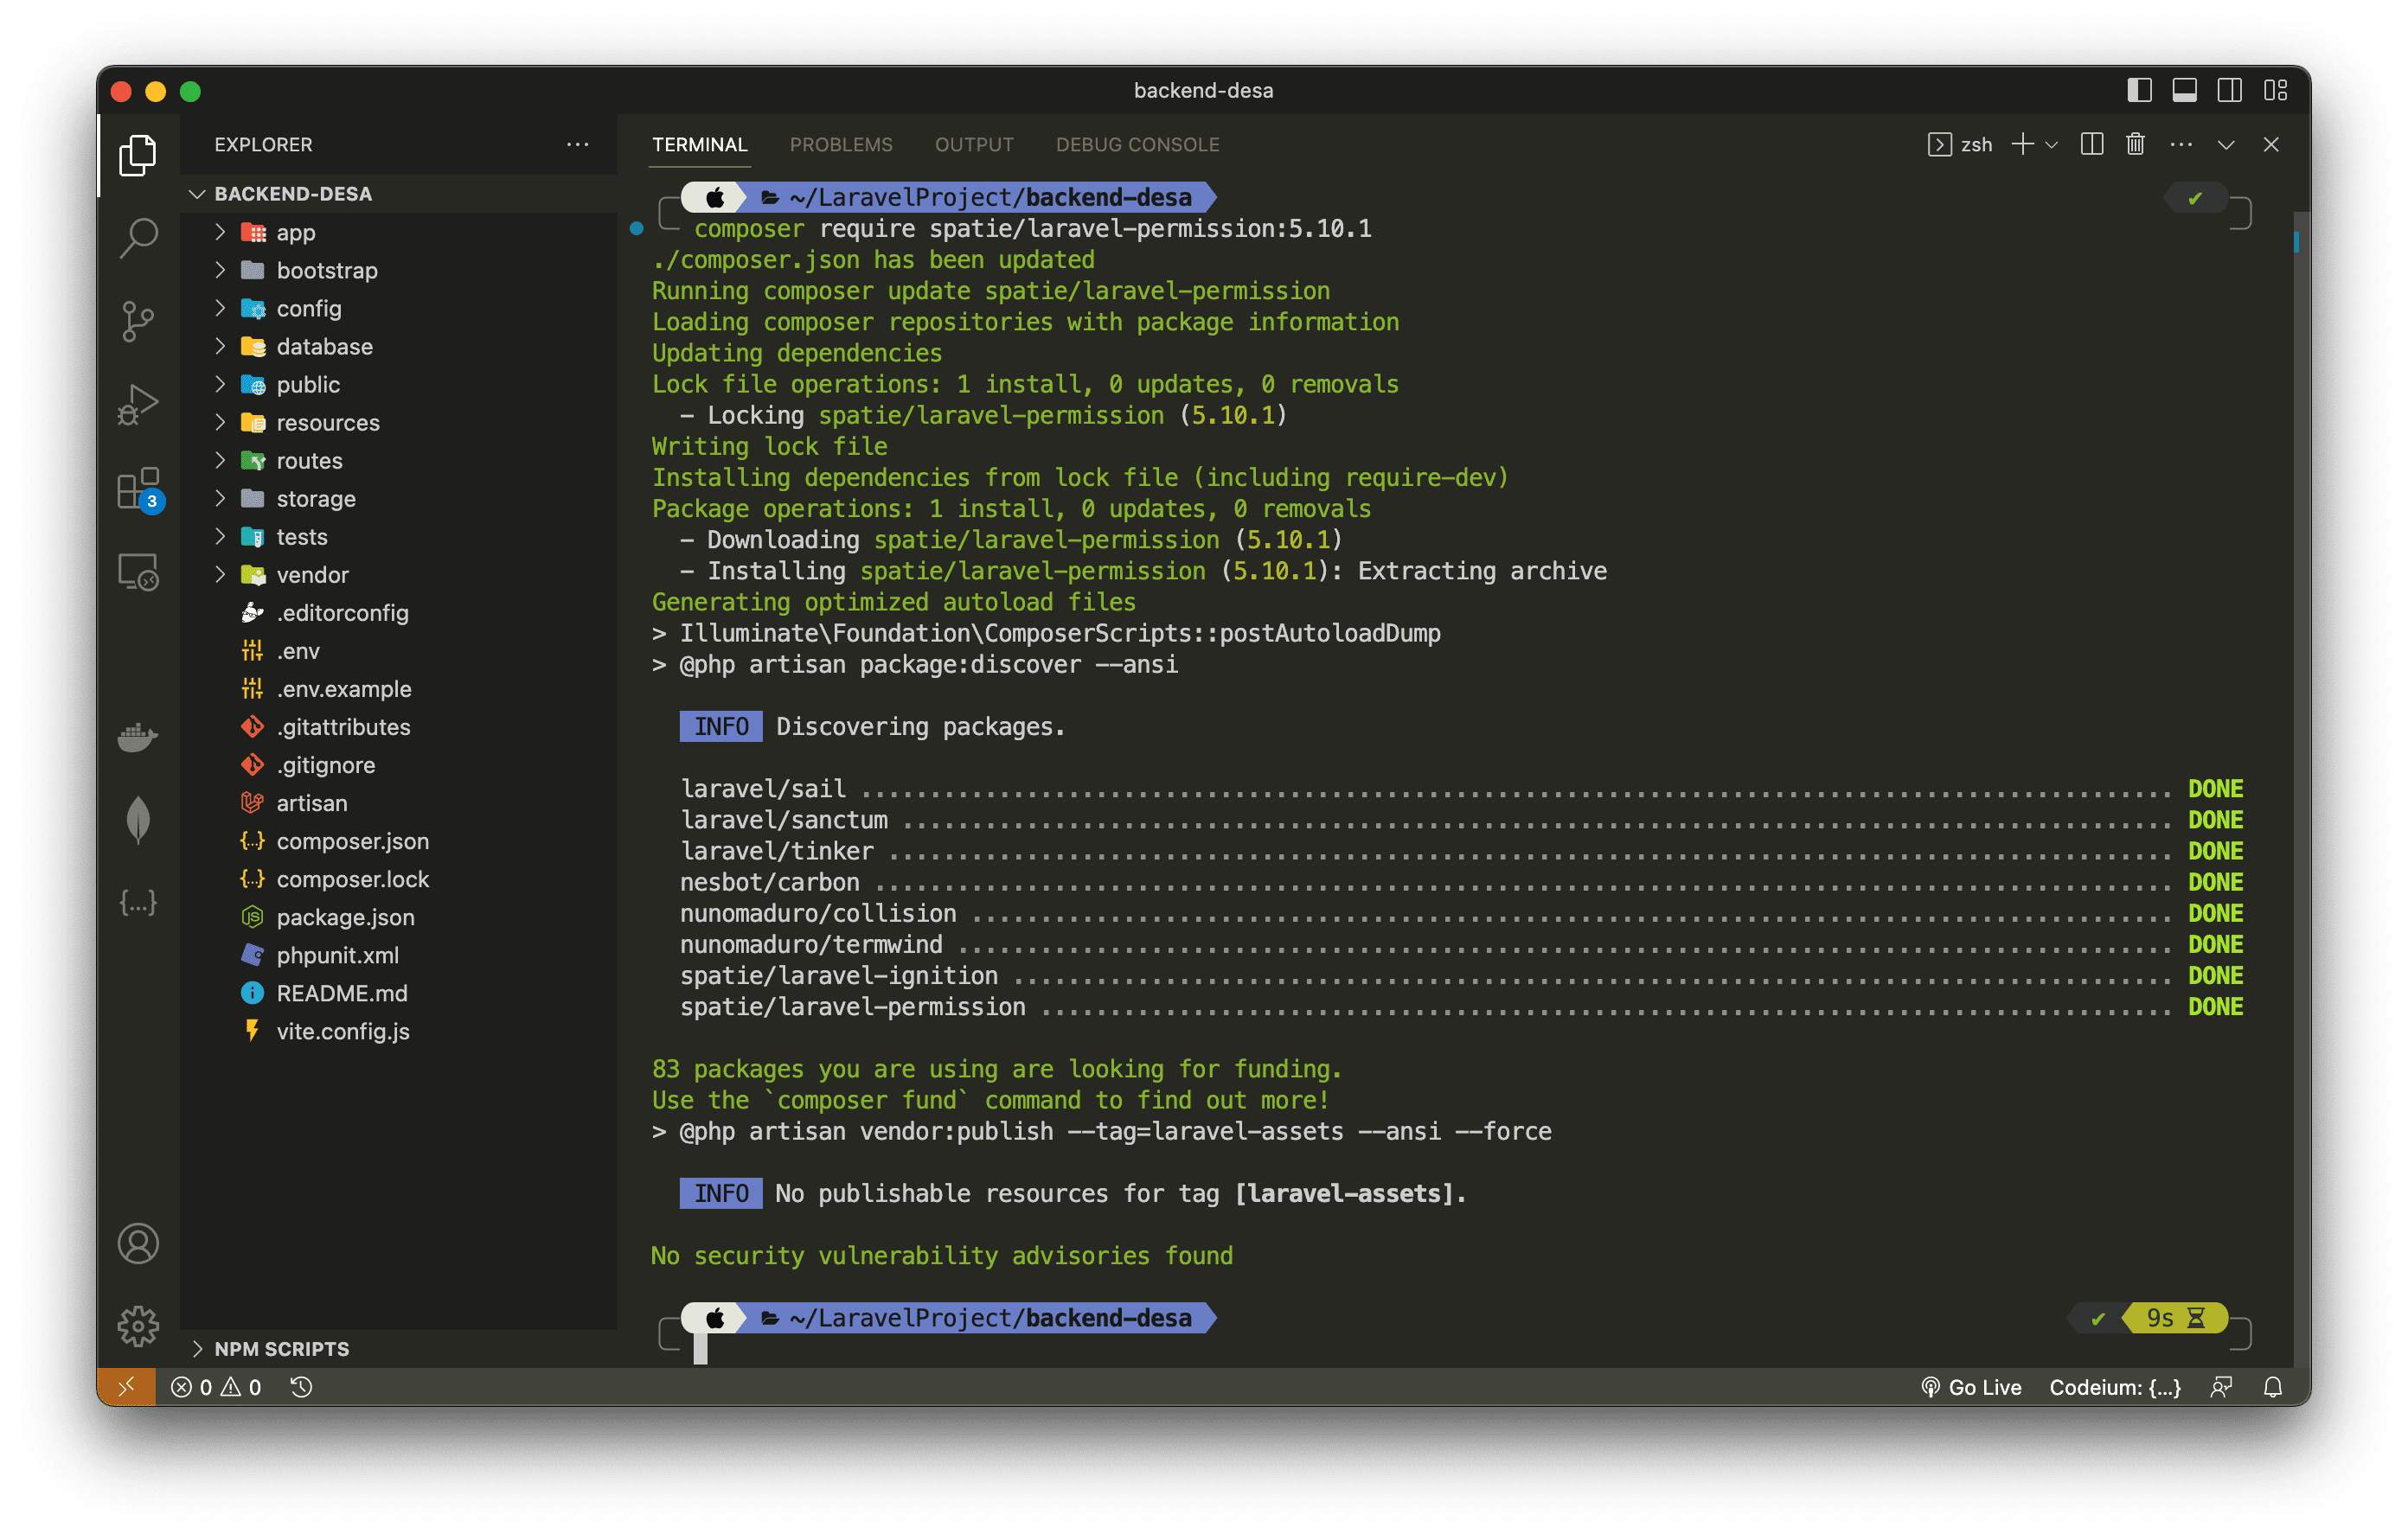 backend-desa
EXPLORER
BACKEND-DESA
app
bootstrap
config
database
public
resources
routes
storage
tests
vendor
.editorconfig
.env
.env.example
.gitattributes
.gitignore
artisan
composer.json
composer.lock
package.json
phpunit.xml
README.md
vite.config.js
NPM SCRIPTS
3
TERMINAL PROBLEMS OUTPUT DEBUG CONSOLE
zsh
~/LaravelProject/backend-desa
composer require spatie/laravel-permission:5.10.1
./composer.json has been updated
Running composer update spatie/laravel-permission
Loading composer repositories with package information
Updating dependencies
Lock file operations: 1 install, 0 updates, 0 removals
  - Locking spatie/laravel-permission (5.10.1)
Writing lock file
Installing dependencies from lock file (including require-dev)
Package operations: 1 install, 0 updates, 0 removals
  - Downloading spatie/laravel-permission (5.10.1)
  - Installing spatie/laravel-permission (5.10.1): Extracting archive
Generating optimized autoload files
> Illuminate\Foundation\ComposerScripts::postAutoloadDump
> @php artisan package:discover --ansi
INFO Discovering packages.
laravel/sail ............................................................................................... DONE
laravel/sanctum ............................................................................................ DONE
laravel/tinker ............................................................................................. DONE
nesbot/carbon .............................................................................................. DONE
nunomaduro/collision ....................................................................................... DONE
nunomaduro/termwind ........................................................................................ DONE
spatie/laravel-ignition .................................................................................... DONE
spatie/laravel-permission .................................................................................. DONE
83 packages you are using are looking for funding.
Use the `composer fund` command to find out more!
> @php artisan vendor:publish --tag=laravel-assets --ansi --force
INFO No publishable resources for tag [laravel-assets].
No security vulnerability advisories found
~/LaravelProject/backend-desa 9s
0 0 Go Live Codeium: {...}